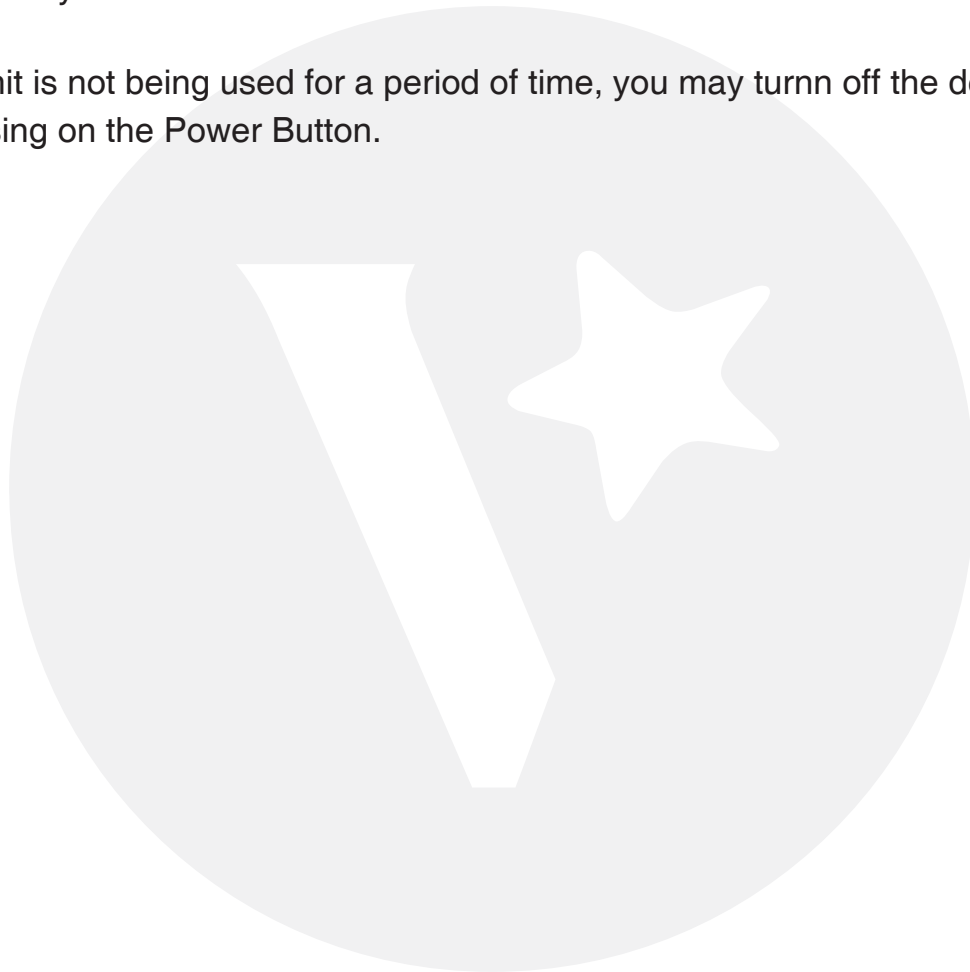 nit is not being used for a period of time, you may turnn off the d
sing on the Power Button.